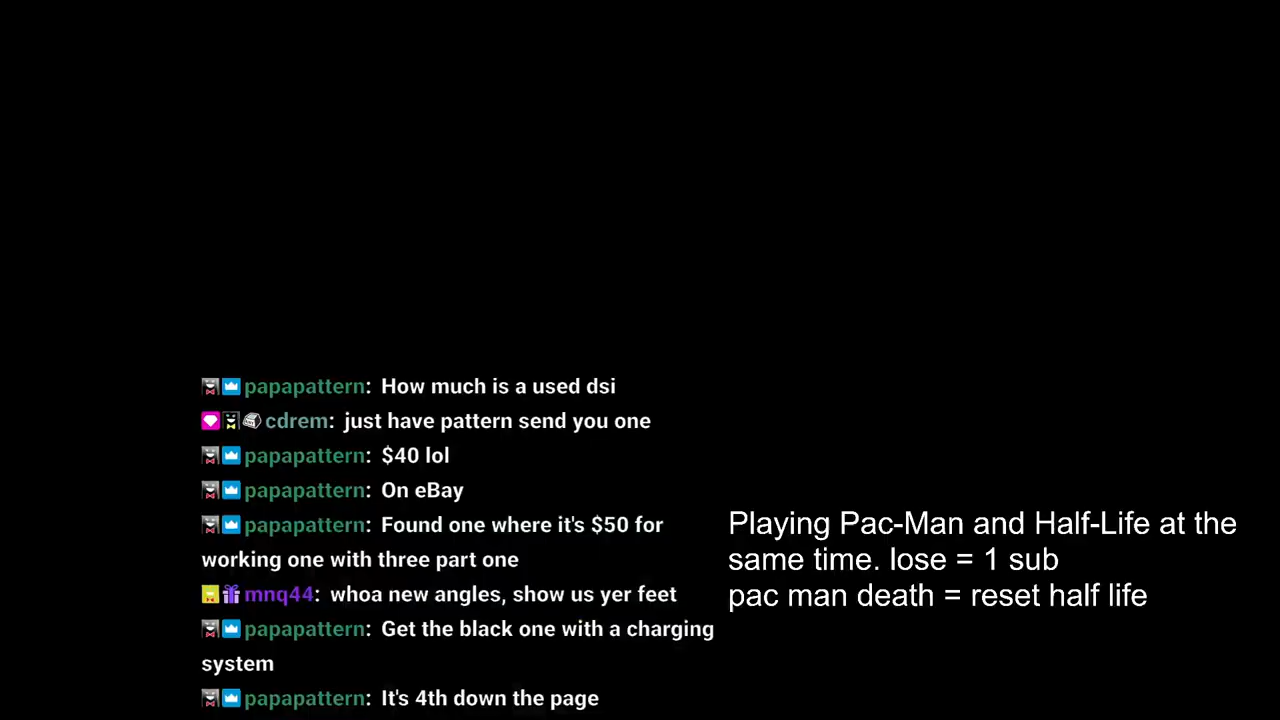 papapattern: How much is a used dsi
cdrem: just have pattern send you one
papapattern: $40 lol
papapattern: On eBay
papapattern: Found one where it's $50 for
working one with three part one
mnq44: whoa new angles, show us yer feet
papapattern: Get the black one with a charging
system
papapattern: It's 4th down the page
Playing Pac-Man and Half-Life at the
same time. lose = 1 sub
pac man death = reset half life